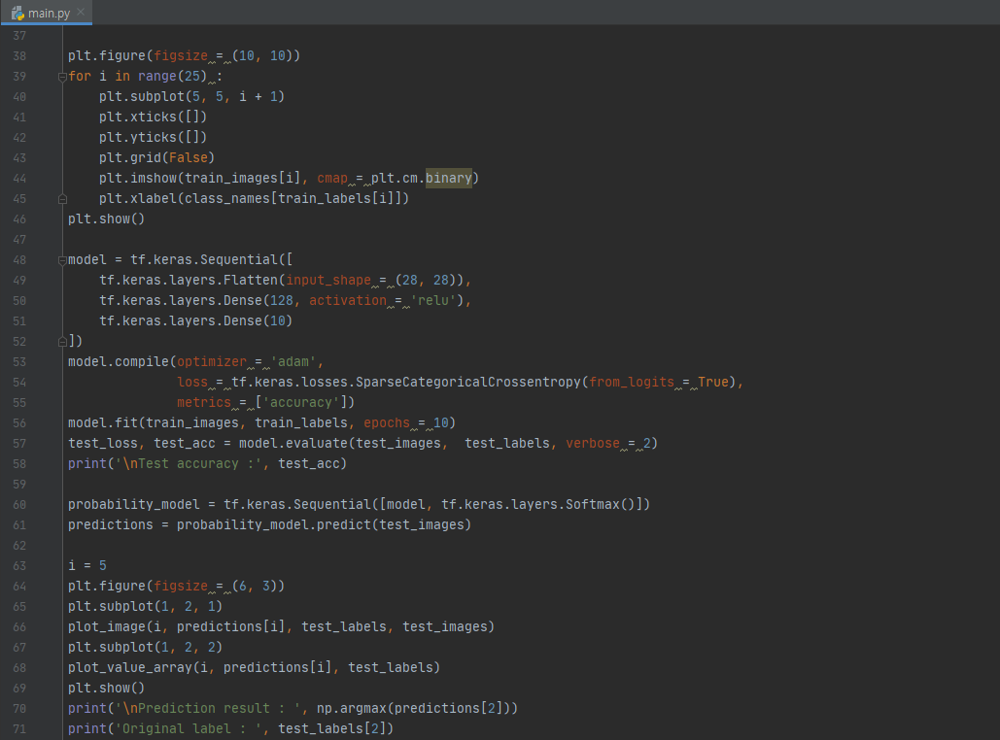 main.py
37
38 plt.figure(figsize = (10, 10))
39 for i in range(25) :
40     plt.subplot(5, 5, i + 1)
41     plt.xticks([])
42     plt.yticks([])
43     plt.grid(False)
44     plt.imshow(train_images[i], cmap = plt.cm.binary)
45     plt.xlabel(class_names[train_labels[i]])
46 plt.show()
47
48 model = tf.keras.Sequential([
49     tf.keras.layers.Flatten(input_shape = (28, 28)),
50     tf.keras.layers.Dense(128, activation = 'relu'),
51     tf.keras.layers.Dense(10)
52 ])
53 model.compile(optimizer = 'adam',
54               loss = tf.keras.losses.SparseCategoricalCrossentropy(from_logits = True),
55               metrics = ['accuracy'])
56 model.fit(train_images, train_labels, epochs = 10)
57 test_loss, test_acc = model.evaluate(test_images,  test_labels, verbose = 2)
58 print('\nTest accuracy :', test_acc)
59
60 probability_model = tf.keras.Sequential([model, tf.keras.layers.Softmax()])
61 predictions = probability_model.predict(test_images)
62
63 i = 5
64 plt.figure(figsize = (6, 3))
65 plt.subplot(1, 2, 1)
66 plot_image(i, predictions[i], test_labels, test_images)
67 plt.subplot(1, 2, 2)
68 plot_value_array(i, predictions[i], test_labels)
69 plt.show()
70 print('\nPrediction result : ', np.argmax(predictions[2]))
71 print('Original label : ', test_labels[2])